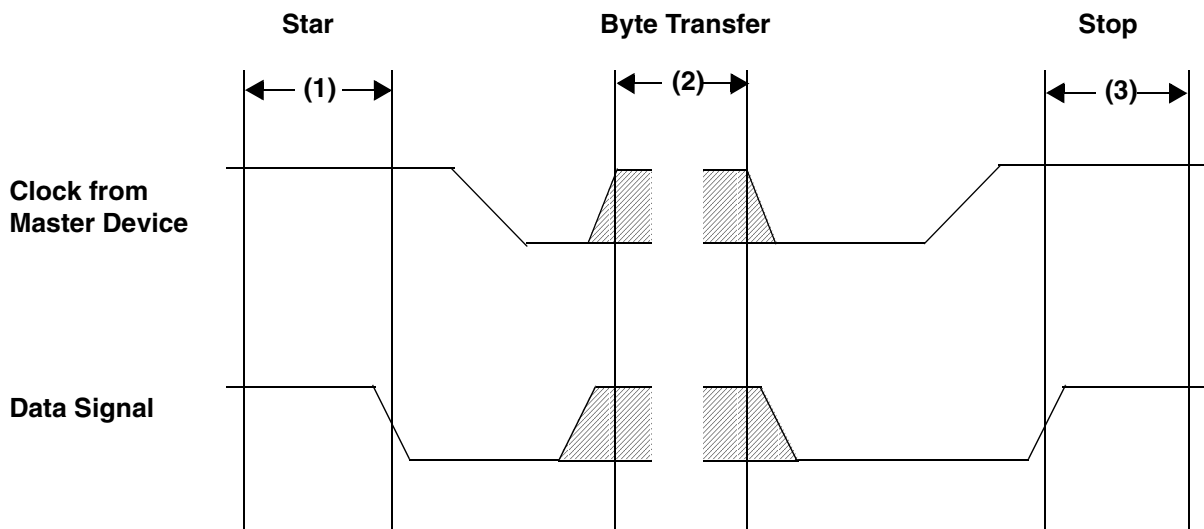 Star
Byte Transfer
Stop
(1)
(2)
(3)
Clock from
Master Device
Data Signal